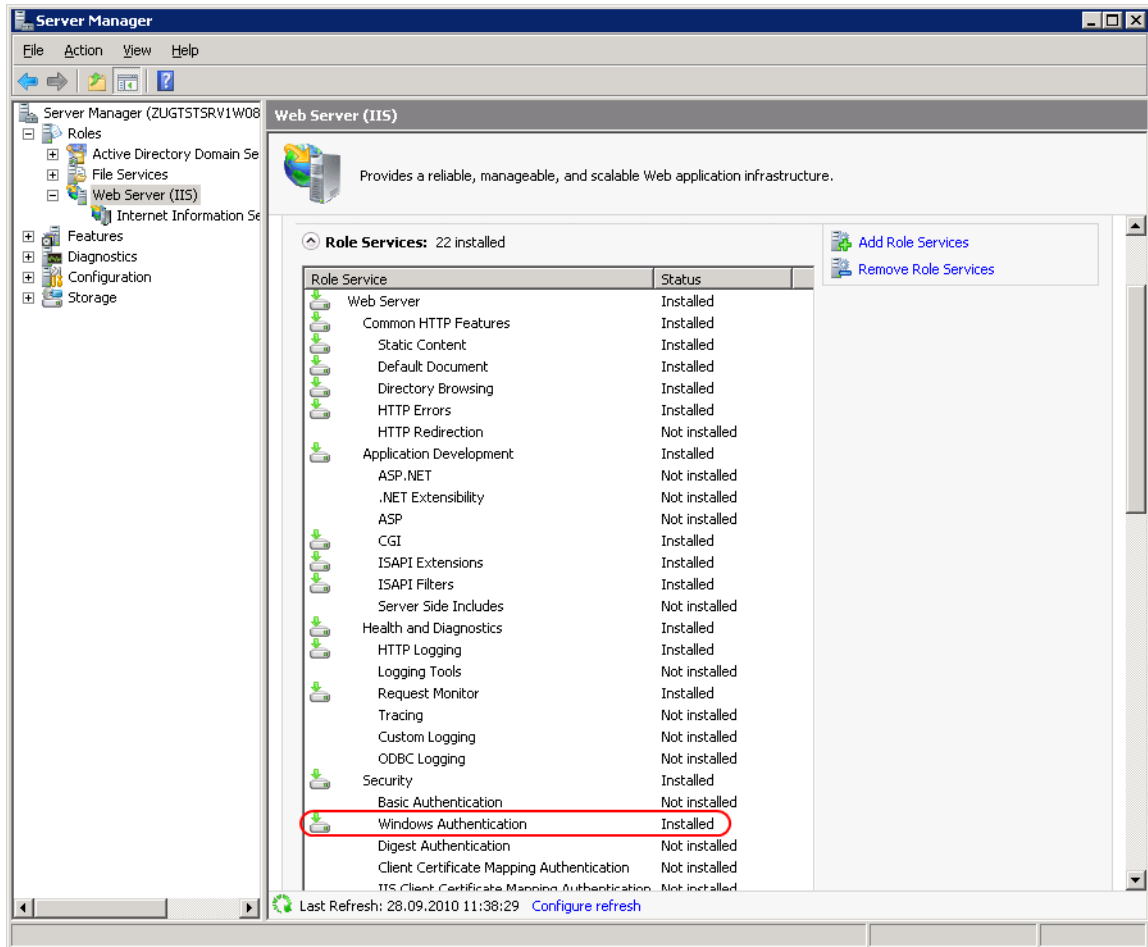 Server Manager
File Action View Help
Server Manager (ZUGTSTSRV1W08
Roles
Active Directory Domain Se
File Services
Web Server (IIS)
Internet Information Se
Features
Diagnostics
Configuration
Storage
Web Server (IIS)
Provides a reliable, manageable, and scalable Web application infrastructure.
Role Services: 22 installed
Role Service Status
Web Server Installed
Common HTTP Features Installed
Static Content Installed
Default Document Installed
Directory Browsing Installed
HTTP Errors Installed
HTTP Redirection Not installed
Application Development Installed
ASP.NET Not installed
.NET Extensibility Not installed
ASP Not installed
CGI Installed
ISAPI Extensions Installed
ISAPI Filters Installed
Server Side Includes Not installed
Health and Diagnostics Installed
HTTP Logging Installed
Logging Tools Not installed
Request Monitor Installed
Tracing Not installed
Custom Logging Not installed
ODBC Logging Not installed
Security Installed
Basic Authentication Not installed
Windows Authentication Installed
Digest Authentication Not installed
Client Certificate Mapping Authentication Not installed
IIS Client Certificate Mapping Authentication Not installed
Add Role Services
Remove Role Services
Last Refresh: 28.09.2010 11:38:29 Configure refresh